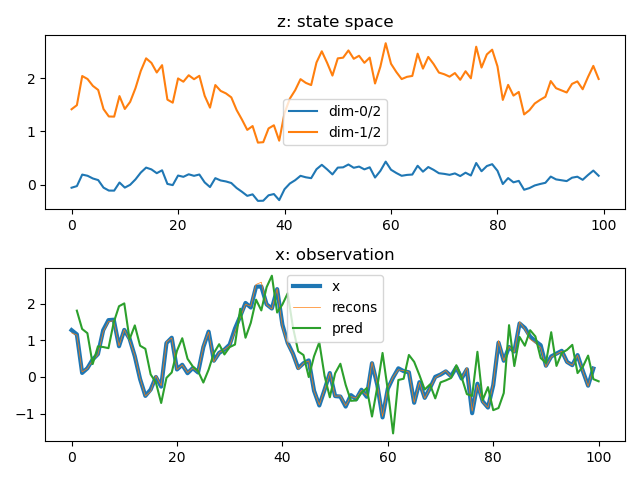 z: state space
2
1
0
dim-0/2
dim-1/2
0 20 40 60 80 100
x: observation
2
1
0
−1
x
recons
pred
0 20 40 60 80 100